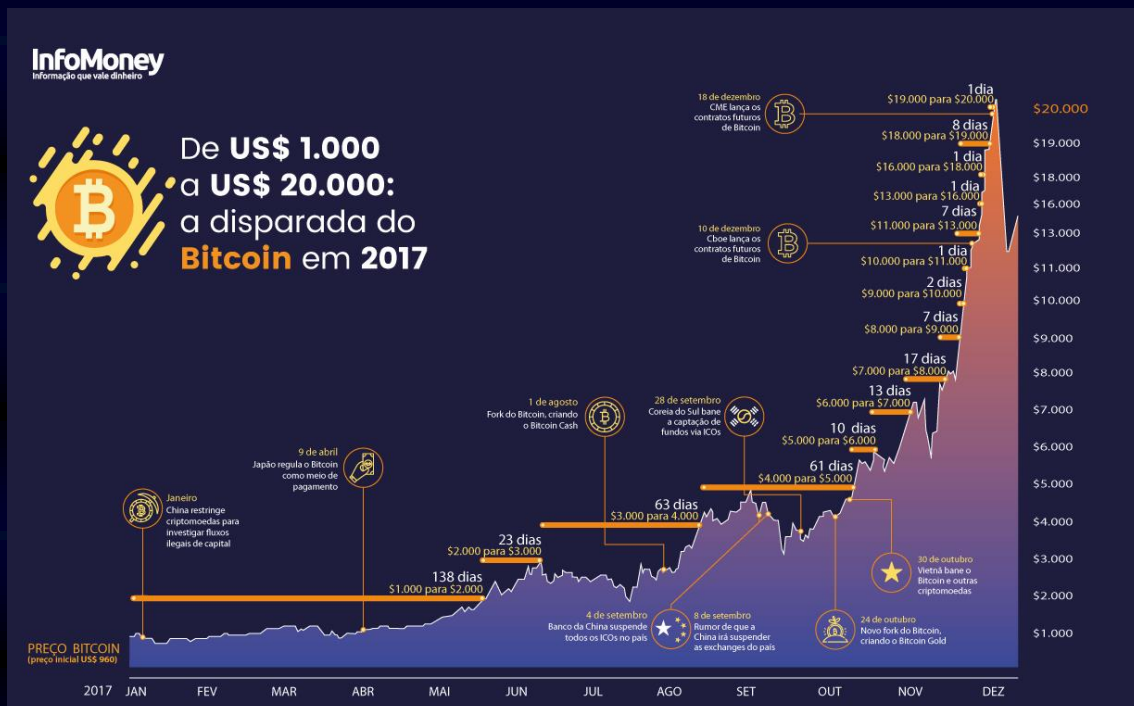 InfoMoney
Informação que vale dinheiro
De US$ 1.000
a US$ 20.000:
a disparada do
Bitcoin em 2017
Janeiro
China restringe
criptomoedas para
investigar fluxos
ilegais de capital
9 de abril
Japão regula o Bitcoin
como meio de
pagamento
1 de agosto
Fork do Bitcoin, criando
o Bitcoin Cash
28 de setembro
Coreia do Sul bane
a captação de
fundos via ICOs
18 de dezembro
CME lança os
contratos futuros
de Bitcoin
10 de dezembro
Cboe lança os
contratos futuros
de Bitcoin
4 de setembro
Banco da China suspende
todos os ICOs no país
8 de setembro
Rumor de que a
China irá suspender
as exchanges do país
24 de outubro
Novo fork do Bitcoin,
criando o Bitcoin Gold
30 de outubro
Vietnã bane o
Bitcoin e outras
criptomoedas
1 dia
$19.000 para $20.000
8 dias
$18.000 para $19.000
1 dia
$16.000 para $18.000
1 dia
$13.000 para $16.000
7 dias
$11.000 para $13.000
1 dia
$10.000 para $11.000
2 dias
$9.000 para $10.000
7 dias
$8.000 para $9.000
17 dias
$7.000 para $8.000
13 dias
$6.000 para $7.000
10 dias
$5.000 para $6.000
61 dias
$4.000 para $5.000
63 dias
$3.000 para 4.000
23 dias
$2.000 para $3.000
138 dias
$1.000 para $2.000
$20.000
$19.000
$18.000
$16.000
$13.000
$11.000
$10.000
$9.000
$8.000
$7.000
$6.000
$5.000
$4.000
$3.000
$2.000
$1.000
PREÇO BITCOIN
(preço inicial US$ 960)
2017 JAN FEV MAR ABR MAI JUN JUL AGO SET OUT NOV DEZ